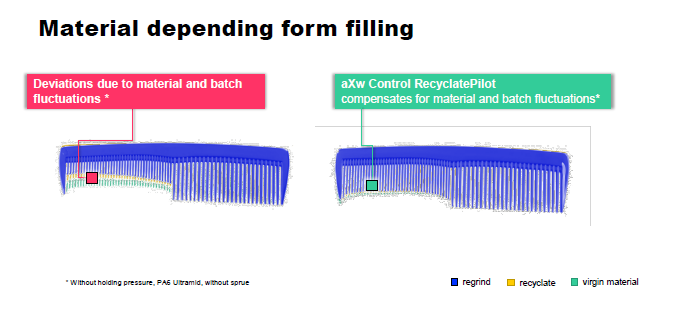 Material depending form filling
Deviations due to material and batch
fluctuations *
aXw Control RecyclatePilot
compensates for material and batch fluctuations*
* Without holding pressure, PA6 Ultramid, without sprue
regrind
recyclate
virgin material